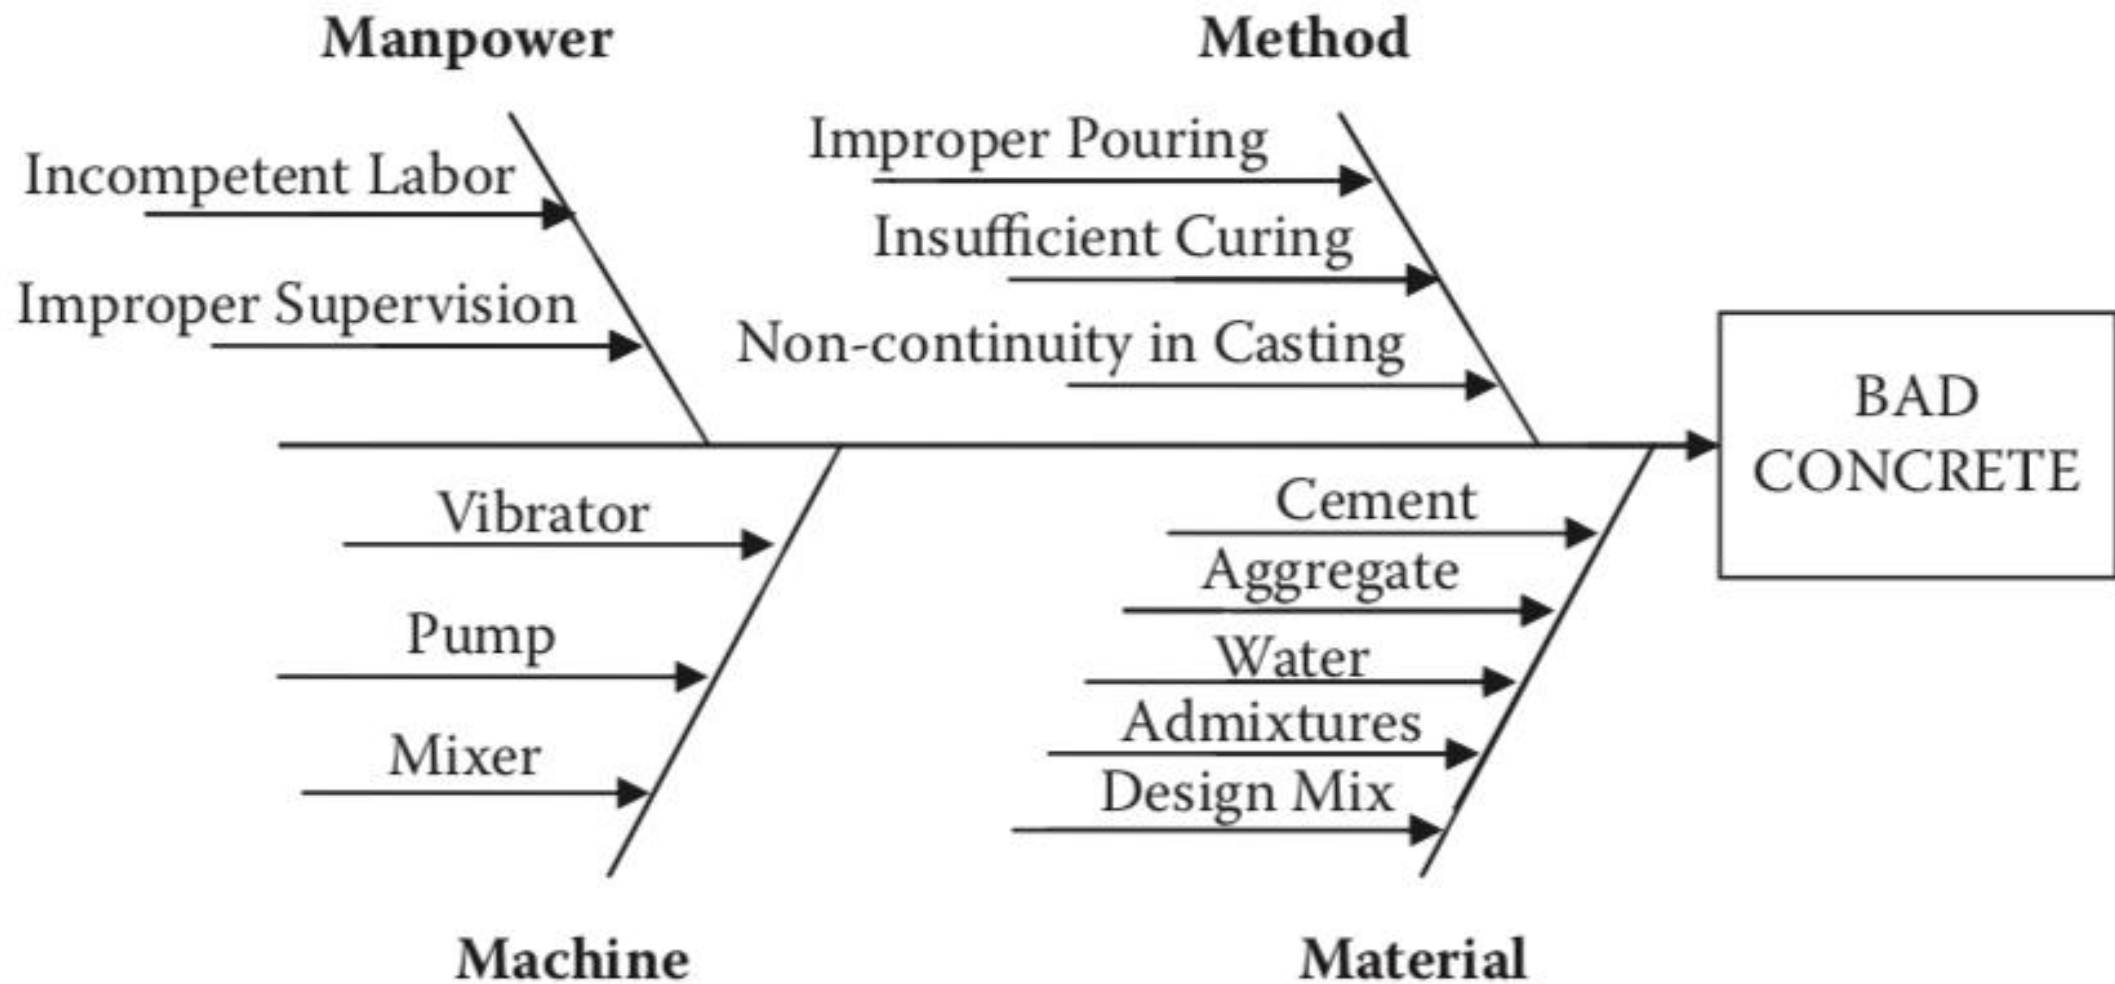 Manpower
Method
Incompetent Labor
Improper Supervision
Improper Pouring
Insufficient Curing
Non-continuity in Casting
BAD
CONCRETE
Vibrator
Pump
Mixer
Cement
Aggregate
Water
Admixtures
Design Mix
Machine
Material